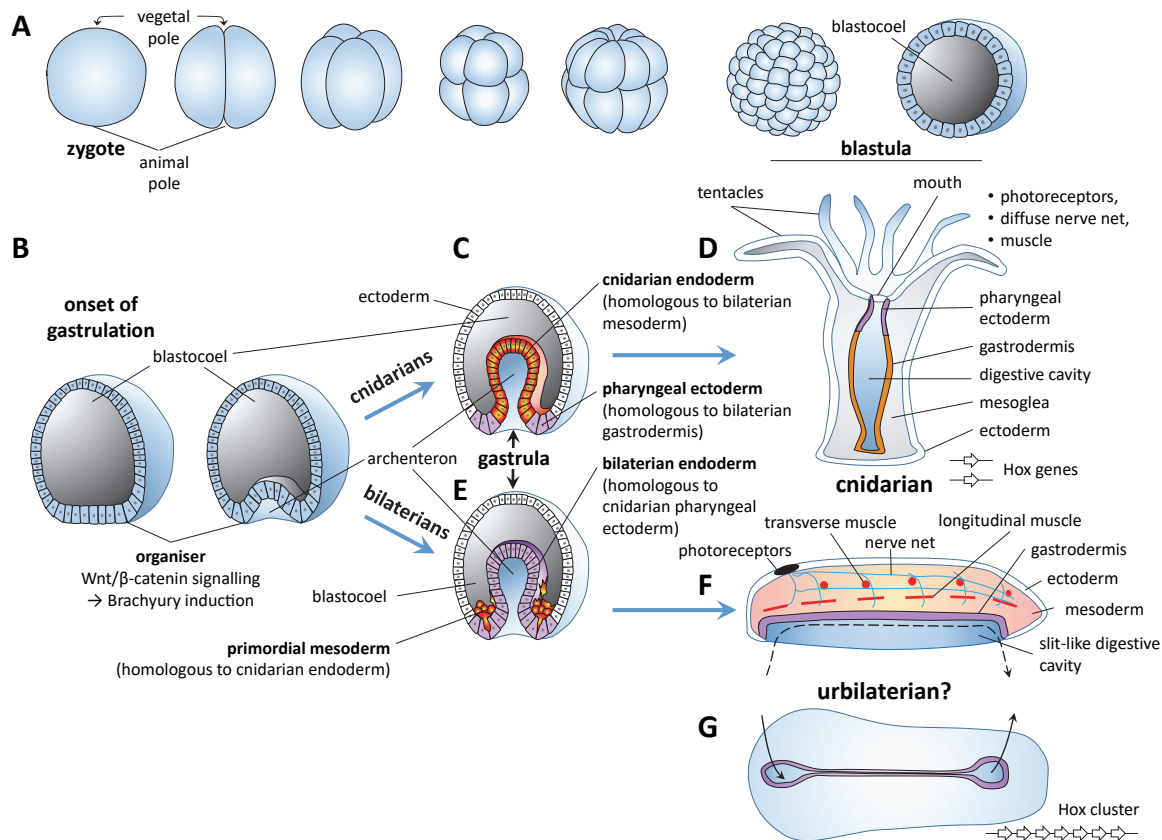 A
vegetal
pole
zygote
animal
pole
blastocoel
blastula
B
onset of
gastrulation
blastocoel
organiser
Wnt/β-catenin signalling
→ Brachyury induction
cnidarians
bilaterians
C
ectoderm
cnidarian endoderm
(homologous to bilaterian
mesoderm)
pharyngeal ectoderm
(homologous to bilaterian
gastrodermis)
archenteron
gastrula
E
bilaterian endoderm
(homologous to
cnidarian pharyngeal
ectoderm)
blastocoel
primordial mesoderm
(homologous to cnidarian endoderm)
D
tentacles
mouth
• photoreceptors,
• diffuse nerve net,
• muscle
pharyngeal
ectoderm
gastrodermis
digestive cavity
mesoglea
ectoderm
Hox genes
cnidarian
F
photoreceptors
transverse muscle
nerve net
longitudinal muscle
gastrodermis
ectoderm
mesoderm
slit-like digestive
cavity
urbilaterian?
G
Hox cluster